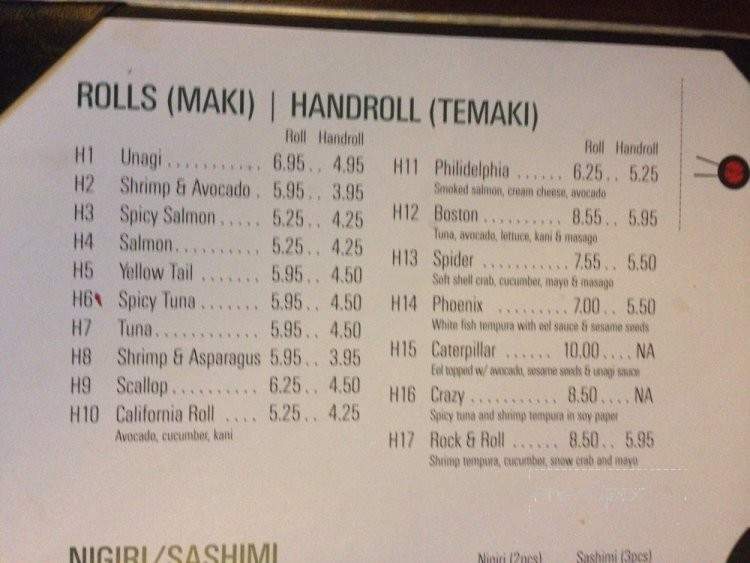 ROLLS (MAKI) | HANDROLL (TEMAKI)
Roll Handroll
H1 Unagi ........... 6.95.. 4.95
H2 Shrimp & Avocado . 5.95.. 3.95
H3 Spicy Salmon ..... 5.25.. 4.25
H4 Salmon.......... 5.25.. 4.25
H5 Yellow Tail ....... 5.95.. 4.50
H6 Spicy Tuna ....... 5.95.. 4.50
H7 Tuna............ 5.95.. 4.50
H8 Shrimp & Asparagus 5.95.. 3.95
H9 Scallop.......... 6.25.. 4.50
H10 California Roll .... 5.25.. 4.25
Avocado, cucumber, kani
Roll Handroll
H11 Philidelphia ...... 6.25.. 5.25
Smoked salmon, cream cheese, avocado
H12 Boston .......... 8.55.. 5.95
Tuna, avocado, lettuce, kani & masago
H13 Spider ........... 7.55.. 5.50
Soft shell crab, cucumber, mayo & masago
H14 Phoenix ......... 7.00.. 5.50
White fish tempura with eel sauce & sesame seeds
H15 Caterpillar ...... 10.00.... NA
Eel topped w/ avocado, sesame seeds & unagi sauce
H16 Crazy ........... 8.50.... NA
Spicy tuna and shrimp tempura in soy paper
H17 Rock & Roll ...... 8.50.. 5.95
Shrimp tempura, cucumber, snow crab and mayo
NIGIRI/SASHIMI
Nigiri (2pcs) Sashimi (3pcs)